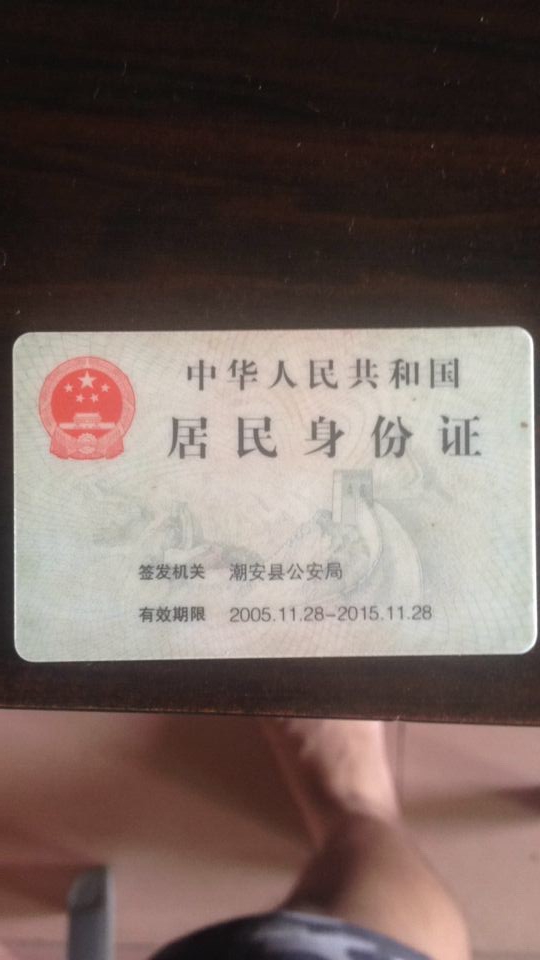 中华人民共和国
居民身份证
签发机关 潮安县公安局
有效期限 2005.11.28-2015.11.28